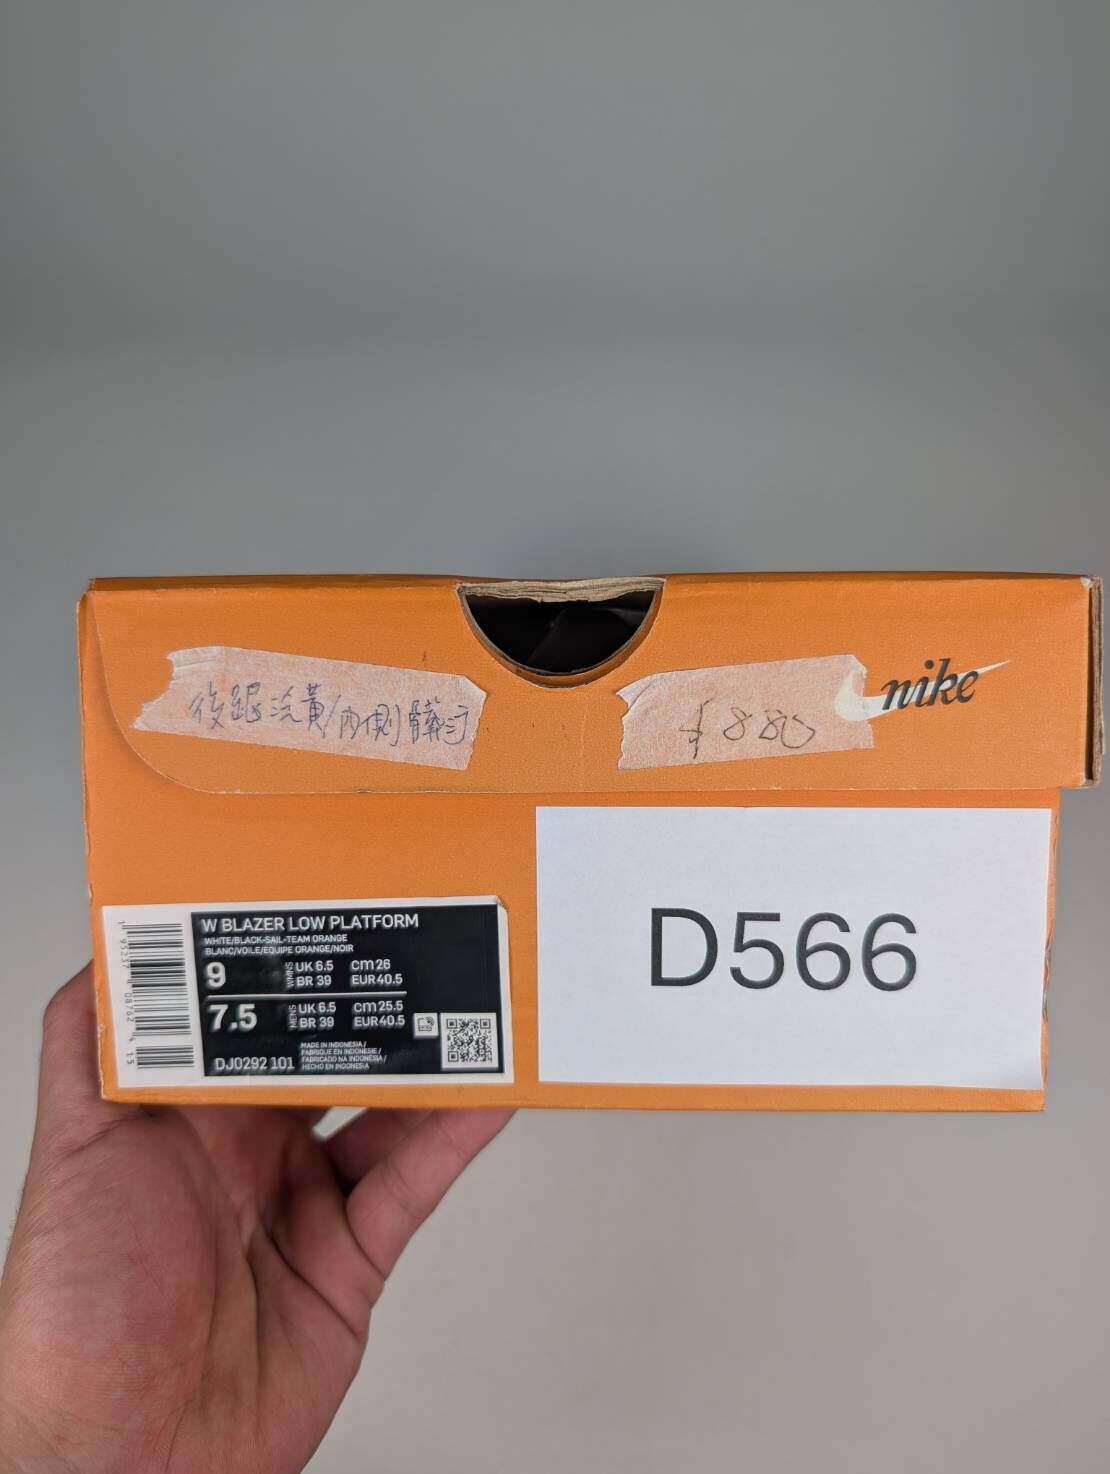 後跟泛黃/內側髒污
$880
nike
D566
W BLAZER LOW PLATFORM
WHITE/BLACK-SAIL-TEAM ORANGE
BLANC/VOILE/EQUIPE ORANGE/NOIR
9 WMNS UK 6.5 cm 26
BR 39 EUR 40.5
7.5 MENS UK 6.5 cm 25.5
BR 39 EUR 40.5
DJ0292 101
MADE IN INDONESIA /
FABRIQUE EN INDONESIE /
FABRICADO NA INDONESIA /
HECHO EN INDONESIA